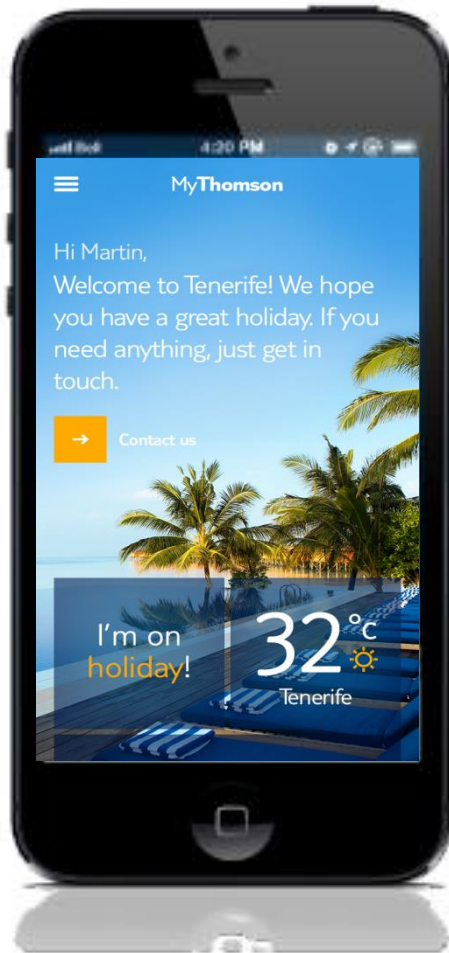 Bell 4:20 PM
MyThomson
Hi Martin,
Welcome to Tenerife! We hope
you have a great holiday. If you
need anything, just get in
touch.
→ Contact us
I'm on
holiday!
32°c
Tenerife